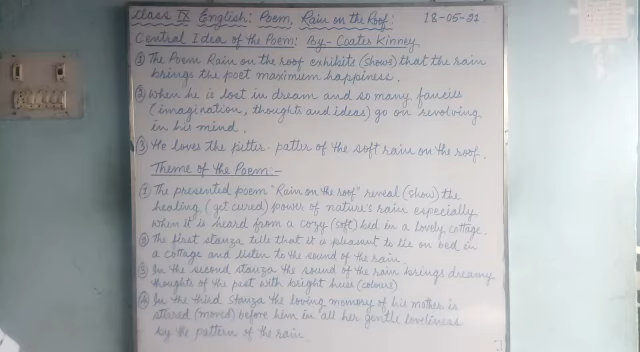 Class IX English: Poem, Rain on the Roof: 18-05-21
Central Idea of the Poem: By- Coates Kinney
① The Poem Rain on the roof exhibits (shows) that the rain
brings the poet maximum happiness.
② When he is lost in dream and so many fancies
(imagination, thoughts and ideas) go on revolving
in his mind.
③ He loves the pitter-patter of the soft rain on the roof.
Theme of the Poem:-
① The presented poem "Rain on the roof" reveal (show) the
healing (get cured) power of nature's rain especially
when it is heard from a cozy (soft) bed in a lovely cottage.
② The first stanza tells that it is pleasant to lie on bed in
a cottage and listen to the sound of the rain.
③ In the second stanza the sound of the rain brings dreamy
thoughts of the past with bright hues (colours)
④ In the third stanza the loving memory of his mother is
stirred (moved) before him in all her gentle loveliness
by the pattern of the rain.